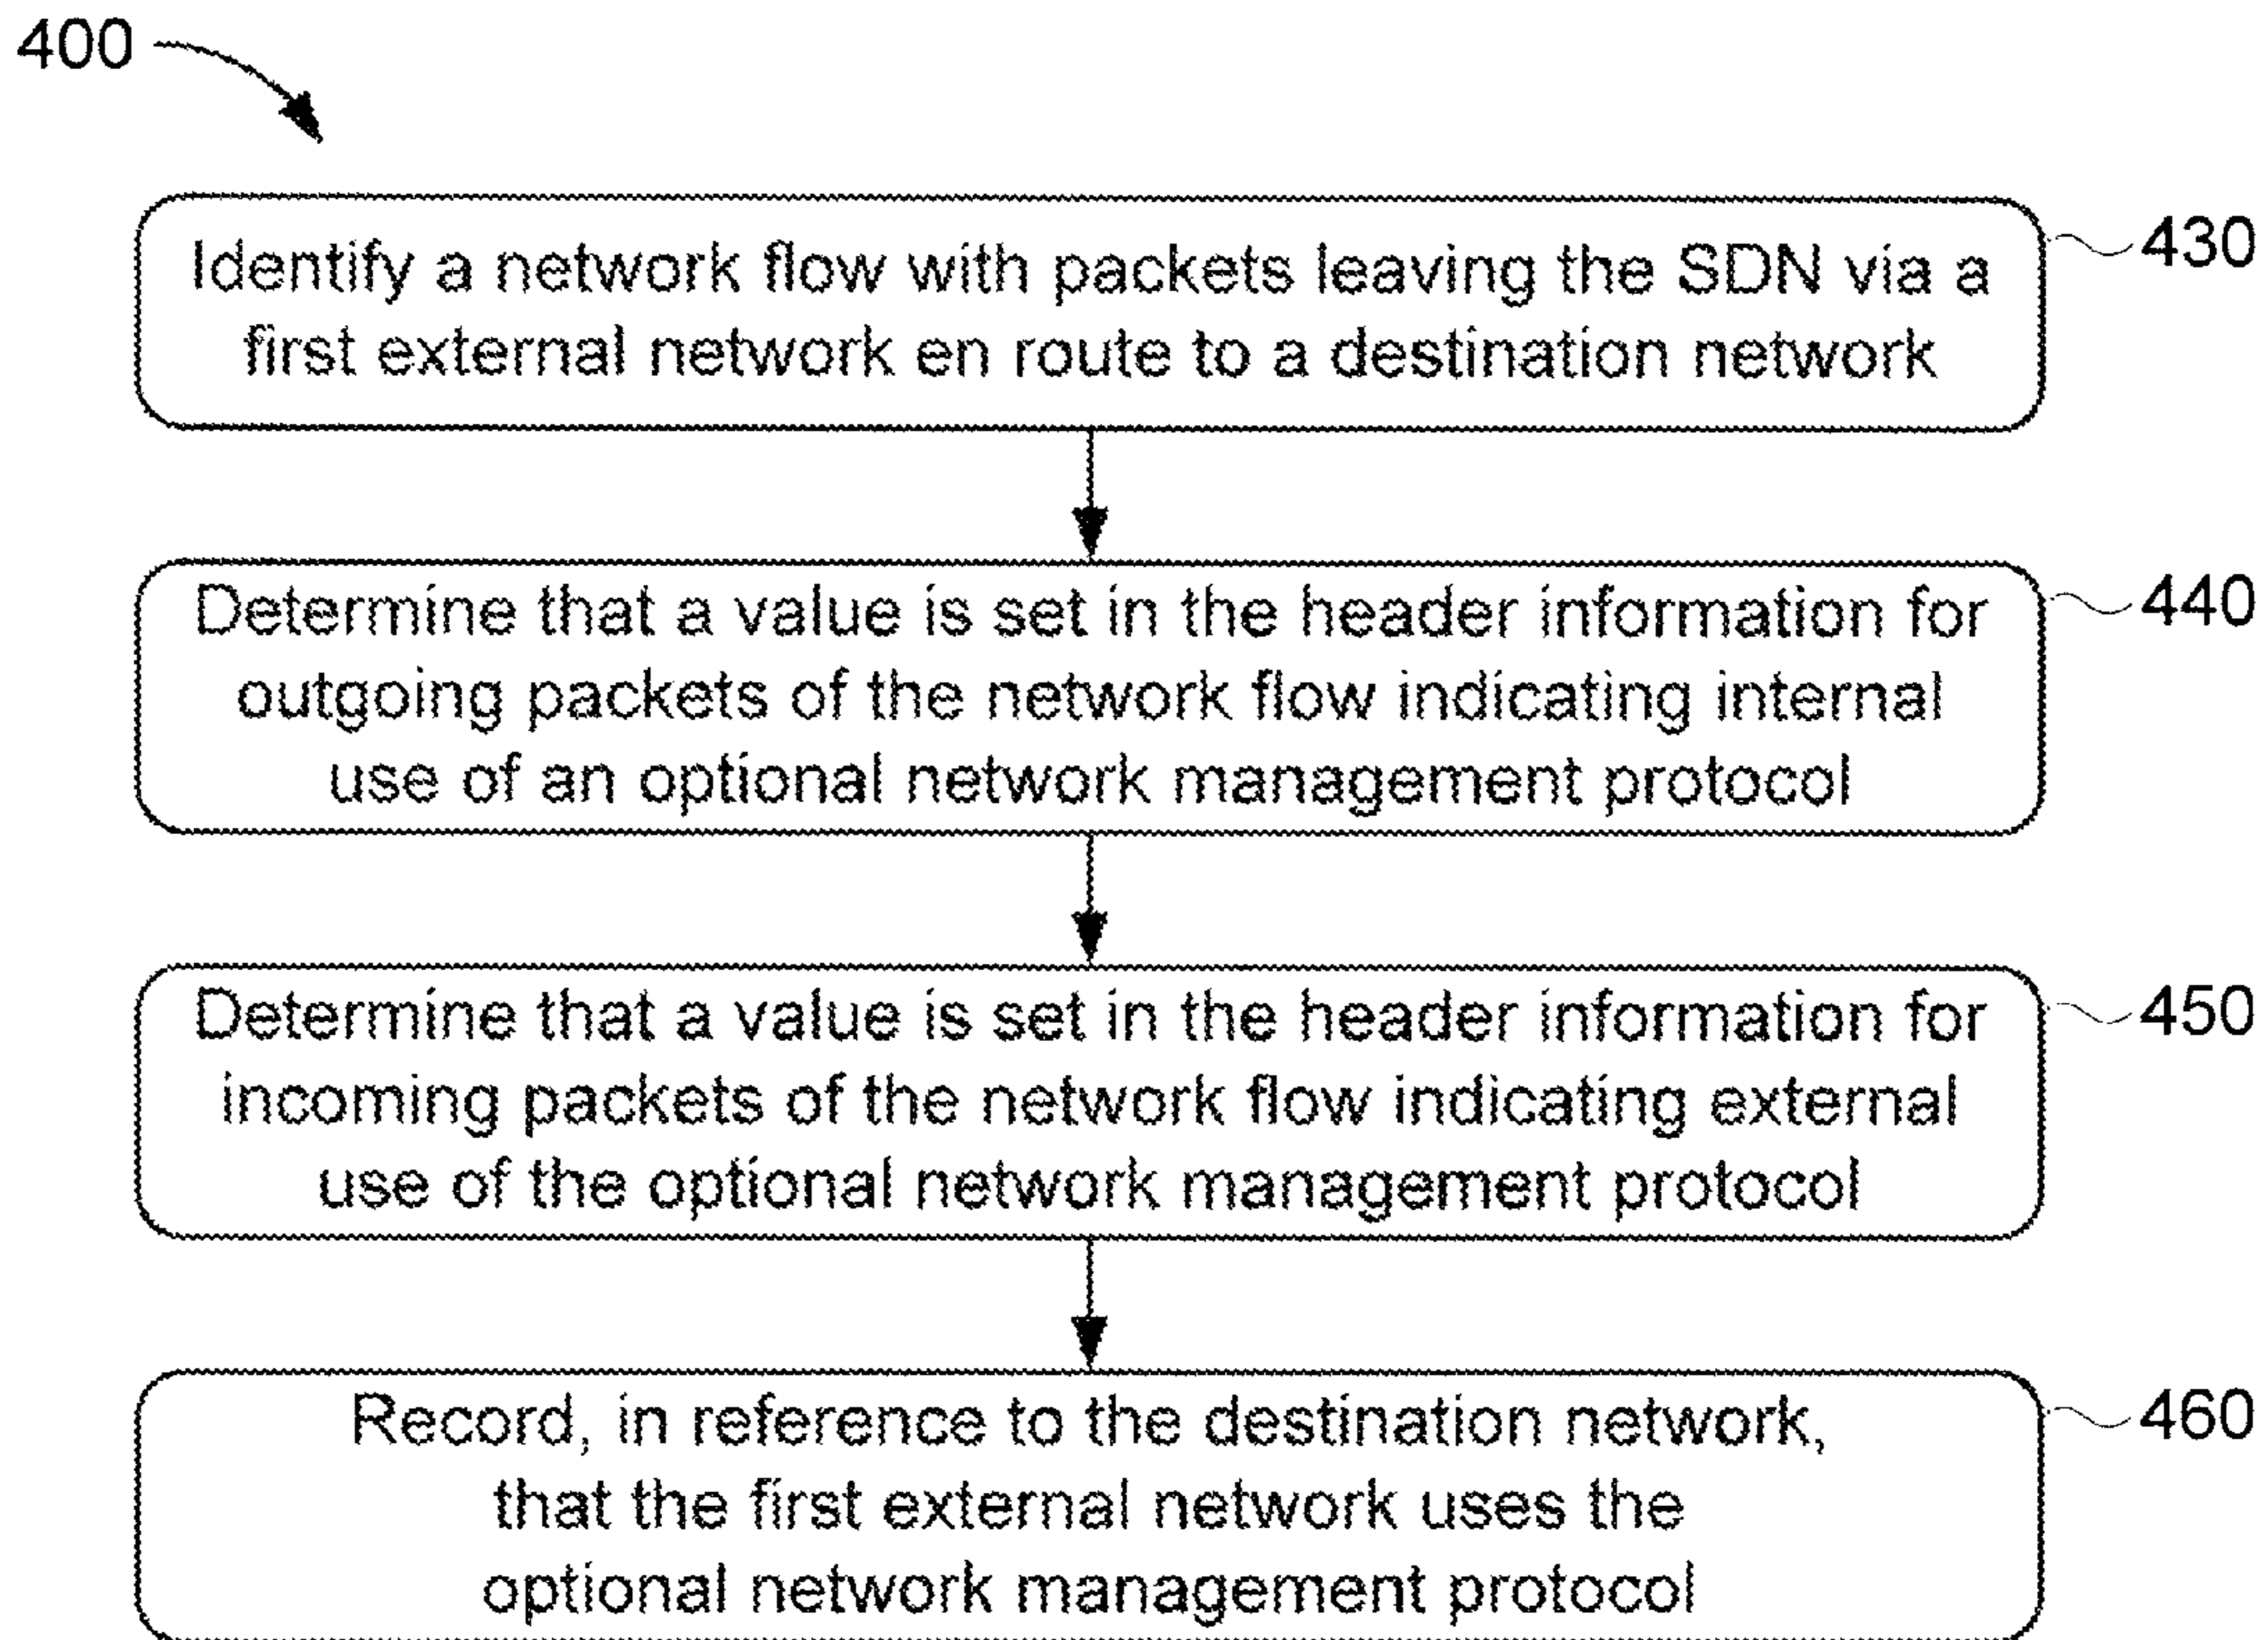 400
Identify a network flow with packets leaving the SDN via a
first external network en route to a destination network
430
Determine that a value is set in the header information for
outgoing packets of the network flow indicating internal
use of an optional network management protocol
440
Determine that a value is set in the header information for
incoming packets of the network flow indicating external
use of the optional network management protocol
450
Record, in reference to the destination network,
that the first external network uses the
optional network management protocol
460